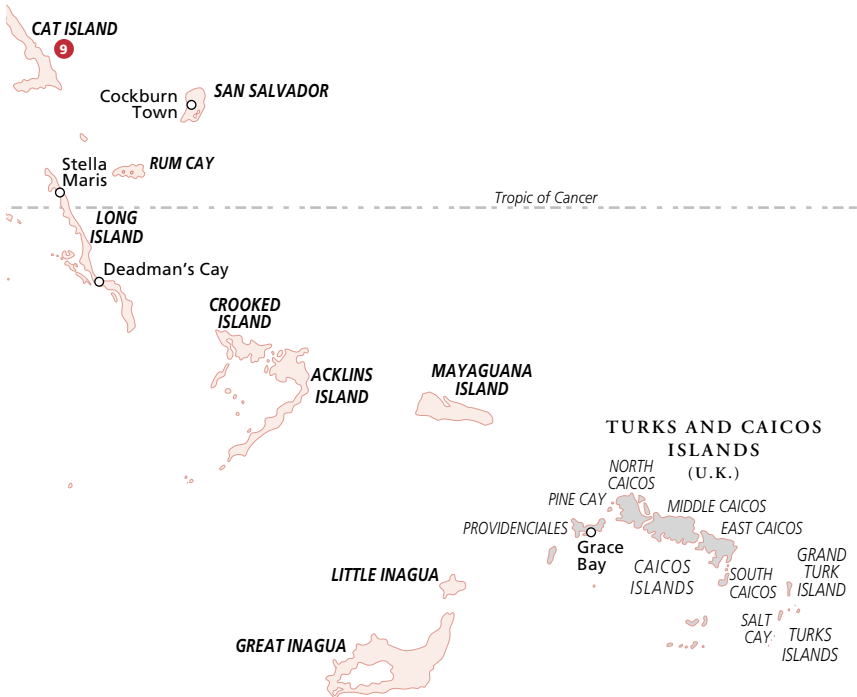 CAT ISLAND
9
Cockburn
Town
SAN SALVADOR
Stella
Maris
RUM CAY
Tropic of Cancer
LONG
ISLAND
Deadman's Cay
CROOKED
ISLAND
ACKLINS
ISLAND
MAYAGUANA
ISLAND
TURKS AND CAICOS
ISLANDS
(U.K.)
NORTH
CAICOS
PINE CAY
MIDDLE CAICOS
PROVIDENCIALES
EAST CAICOS
Grace
Bay
CAICOS
ISLANDS
SOUTH
CAICOS
GRAND
TURK
ISLAND
LITTLE INAGUA
SALT
CAY
TURKS
ISLANDS
GREAT INAGUA